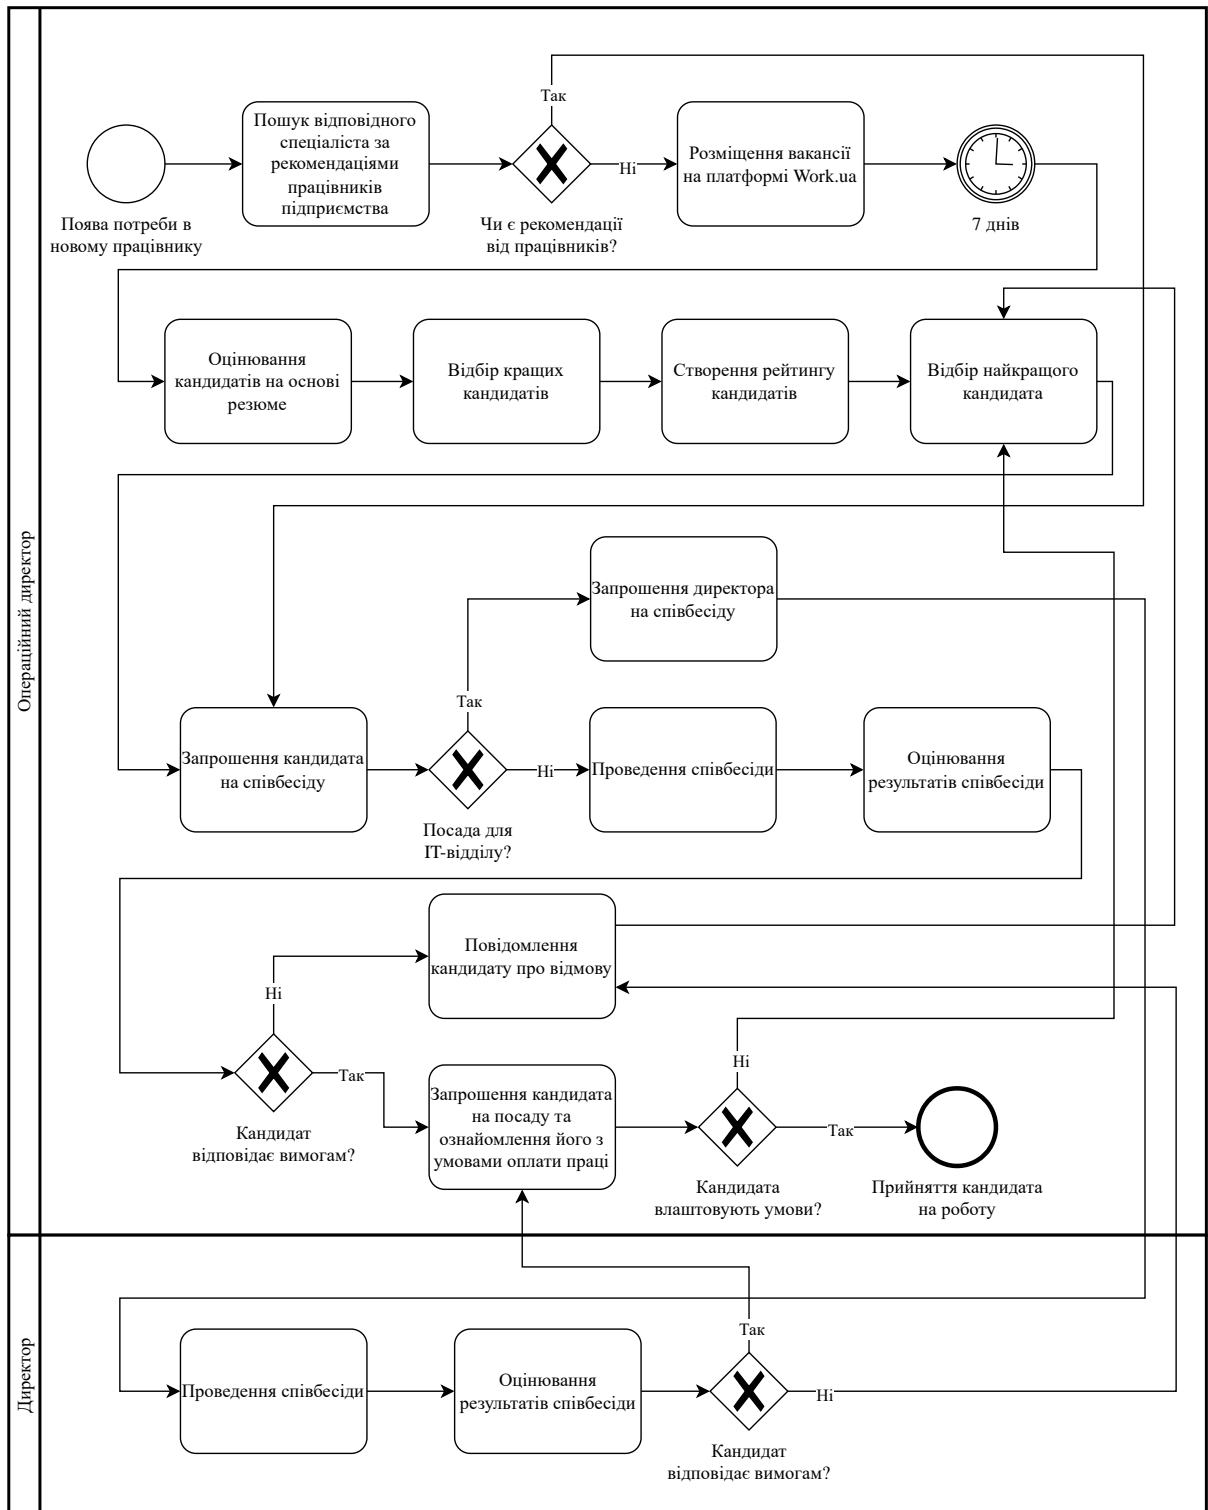 Операційний директор
Так
Пошук відповідного
спеціаліста за
рекомендаціями
працівників
підприємства
Ні
Розміщення вакансії
на платформі Work.ua
Поява потреби в
новому працівнику
Чи є рекомендації
від працівників?
7 днів
Оцінювання
кандидатів на основі
резюме
Відбір кращих
кандидатів
Створення рейтингу
кандидатів
Відбір найкращого
кандидата
Запрошення директора
на співбесіду
Так
Запрошення кандидата
на співбесіду
Ні
Проведення співбесіди
Оцінювання
результатів співбесіди
Посада для
ІТ-відділу?
Повідомлення
кандидату про відмову
Ні
Так
Кандидат
відповідає вимогам?
Запрошення кандидата
на посаду та
ознайомлення його з
умовами оплати праці
Ні
Так
Кандидата
влаштовують умови?
Прийняття кандидата
на роботу
Директор
Так
Проведення співбесіди
Оцінювання
результатів співбесіди
Ні
Кандидат
відповідає вимогам?